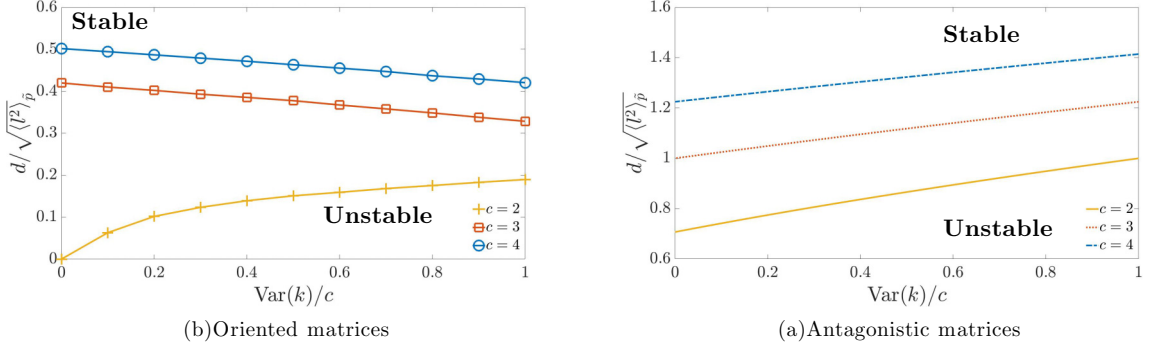 Stable
Unstable
d/√⟨l²⟩_p̃
0.6
0.5
0.4
0.3
0.2
0.1
0
0 0.2 0.4 0.6 0.8 1
c = 2
c = 3
c = 4
Var(k)/c
(b)Oriented matrices
Stable
Unstable
d/√⟨l²⟩_p̃
1.6
1.4
1.2
1
0.8
0.6
0 0.2 0.4 0.6 0.8 1
c = 2
c = 3
c = 4
Var(k)/c
(a)Antagonistic matrices